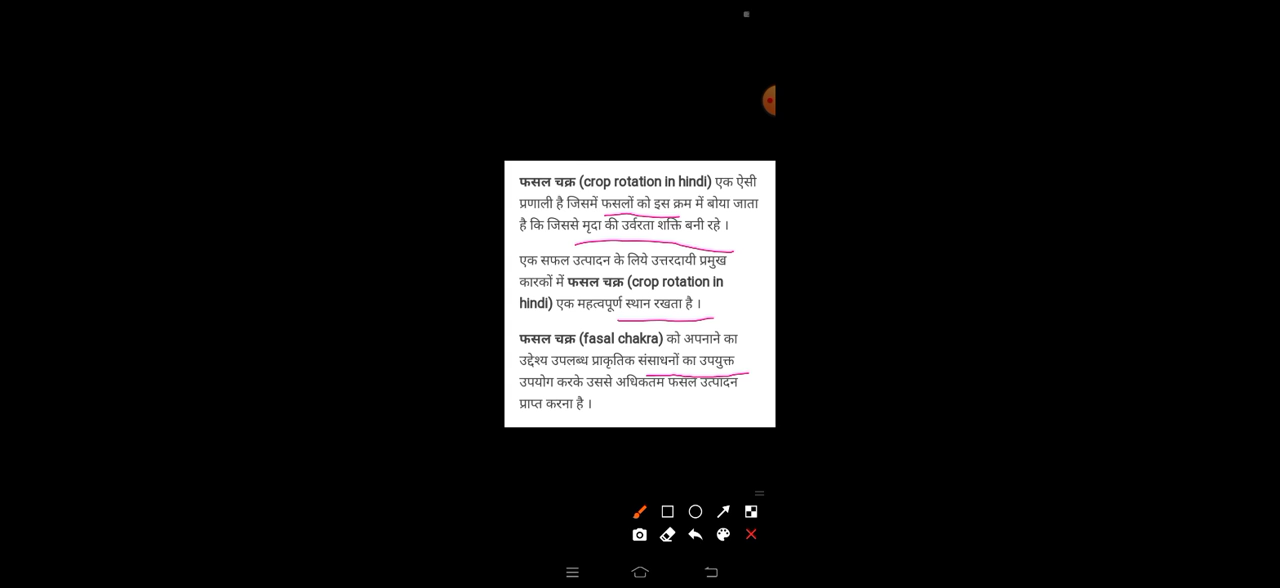 फसल चक्र (crop rotation in hindi) एक ऐसी
प्रणाली है जिसमें फसलों को इस क्रम में बोया जाता
है कि जिससे मृदा की उर्वरता शक्ति बनी रहे ।
एक सफल उत्पादन के लिये उत्तरदायी प्रमुख
कारकों में फसल चक्र (crop rotation in
hindi) एक महत्वपूर्ण स्थान रखता है ।
फसल चक्र (fasal chakra) को अपनाने का
उद्देश्य उपलब्ध प्राकृतिक संसाधनों का उपयुक्त
उपयोग करके उससे अधिकतम फसल उत्पादन
प्राप्त करना है ।